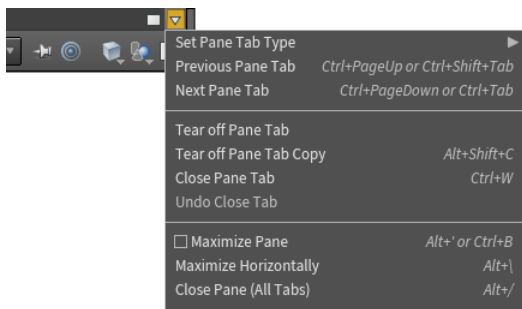 Set Pane Tab Type
Previous Pane Tab Ctrl+PageUp or Ctrl+Shift+Tab
Next Pane Tab Ctrl+PageDown or Ctrl+Tab
Tear off Pane Tab
Tear off Pane Tab Copy Alt+Shift+C
Close Pane Tab Ctrl+W
Undo Close Tab
Maximize Pane Alt+' or Ctrl+B
Maximize Horizontally Alt+\
Close Pane (All Tabs) Alt+/